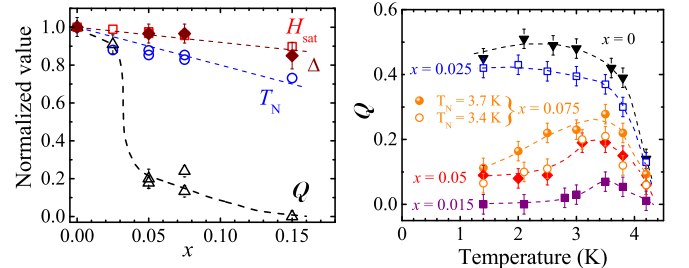 Normalized value
1.0
0.8
0.6
0.4
0.2
0.0
0.00
0.05
0.10
0.15
x
H_sat
Δ
T_N
Q
Q
0.6
0.4
0.2
0.0
1
2
3
4
Temperature (K)
x = 0
x = 0.025
T_N = 3.7 K
T_N = 3.4 K
} x = 0.075
x = 0.05
x = 0.015